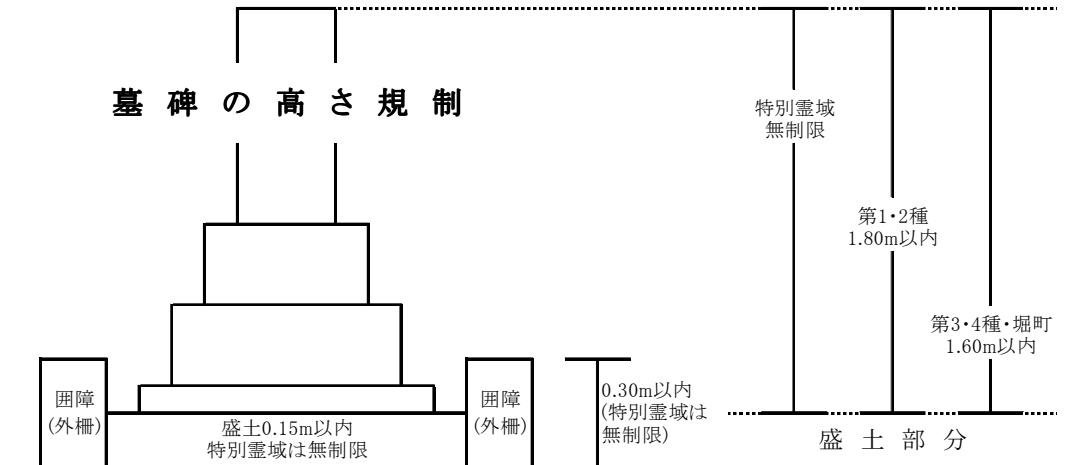 墓碑の高さ規制
特別霊域
無制限
第1・2種
1.80m以内
第3・4種・堀町
1.60m以内
囲障
(外柵)
盛土0.15m以内
特別霊域は無制限
囲障
(外柵)
0.30m以内
(特別霊域は
無制限)
盛土部分